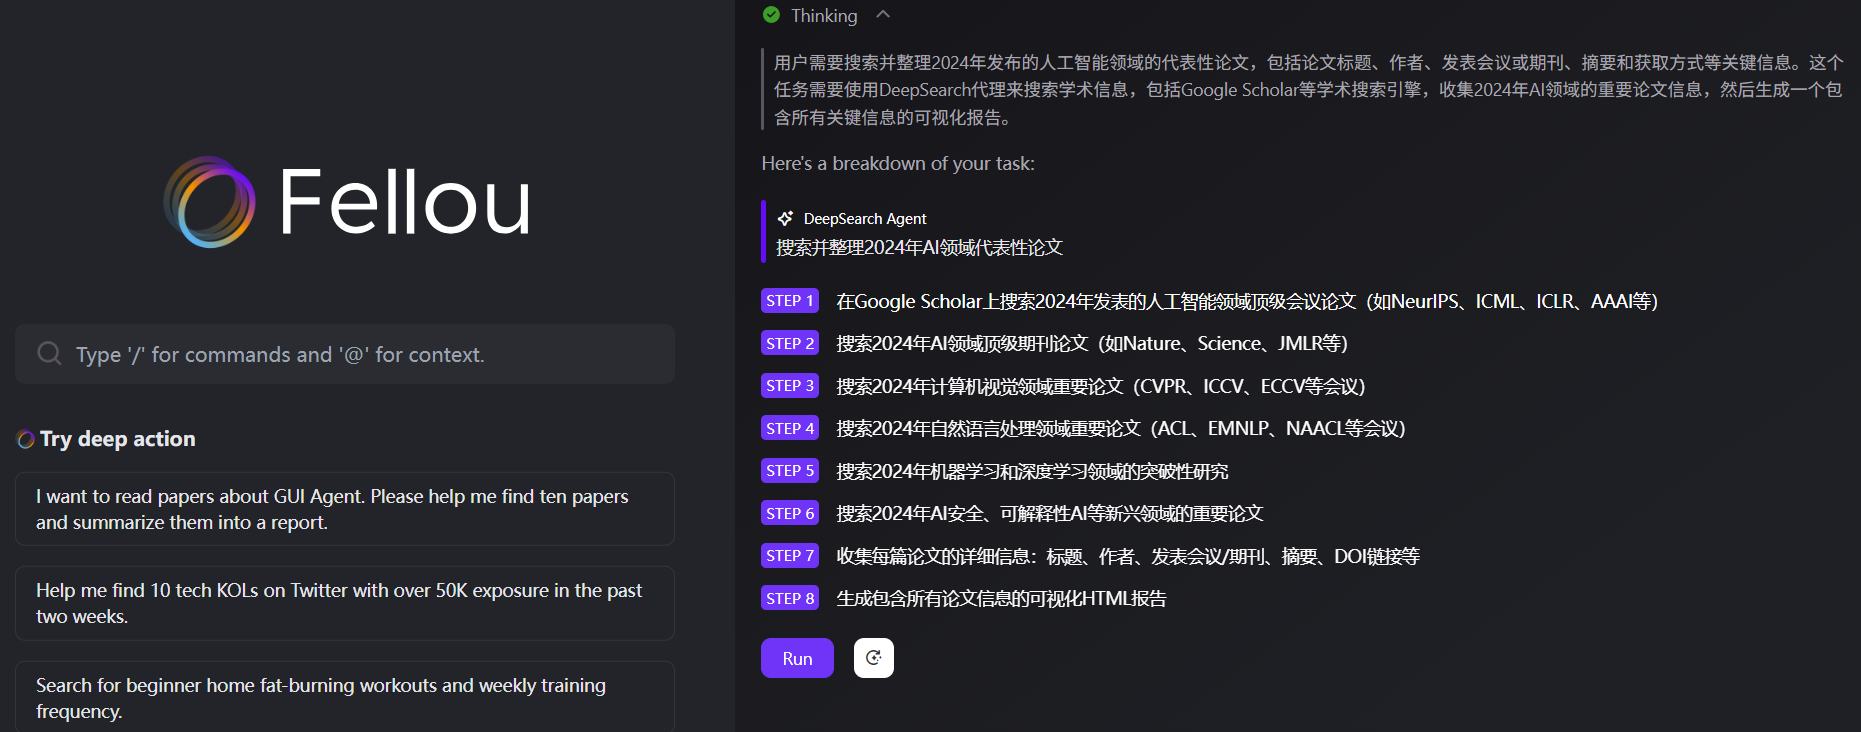 Fellou
Type '/' for commands and '@' for context.
Try deep action
I want to read papers about GUI Agent. Please help me find ten papers
and summarize them into a report.
Help me find 10 tech KOLs on Twitter with over 50K exposure in the past
two weeks.
Search for beginner home fat-burning workouts and weekly training
frequency.
Thinking
用户需要搜索并整理2024年发布的人工智能领域的代表性论文，包括论文标题、作者、发表会议或期刊、摘要和获取方式等关键信息。这个
任务需要使用DeepSearch代理来搜索学术信息，包括Google Scholar等学术搜索引擎，收集2024年AI领域的重要论文信息，然后生成一个包
含所有关键信息的可视化报告。
Here's a breakdown of your task:
DeepSearch Agent
搜索并整理2024年AI领域代表性论文
STEP 1 在Google Scholar上搜索2024年发表的人工智能领域顶级会议论文（如NeurIPS、ICML、ICLR、AAAI等）
STEP 2 搜索2024年AI领域顶级期刊论文（如Nature、Science、JMLR等）
STEP 3 搜索2024年计算机视觉领域重要论文（CVPR、ICCV、ECCV等会议）
STEP 4 搜索2024年自然语言处理领域重要论文（ACL、EMNLP、NAACL等会议）
STEP 5 搜索2024年机器学习和深度学习领域的突破性研究
STEP 6 搜索2024年AI安全、可解释性AI等新兴领域的重要论文
STEP 7 收集每篇论文的详细信息：标题、作者、发表会议/期刊、摘要、DOI链接等
STEP 8 生成包含所有论文信息的可视化HTML报告
Run